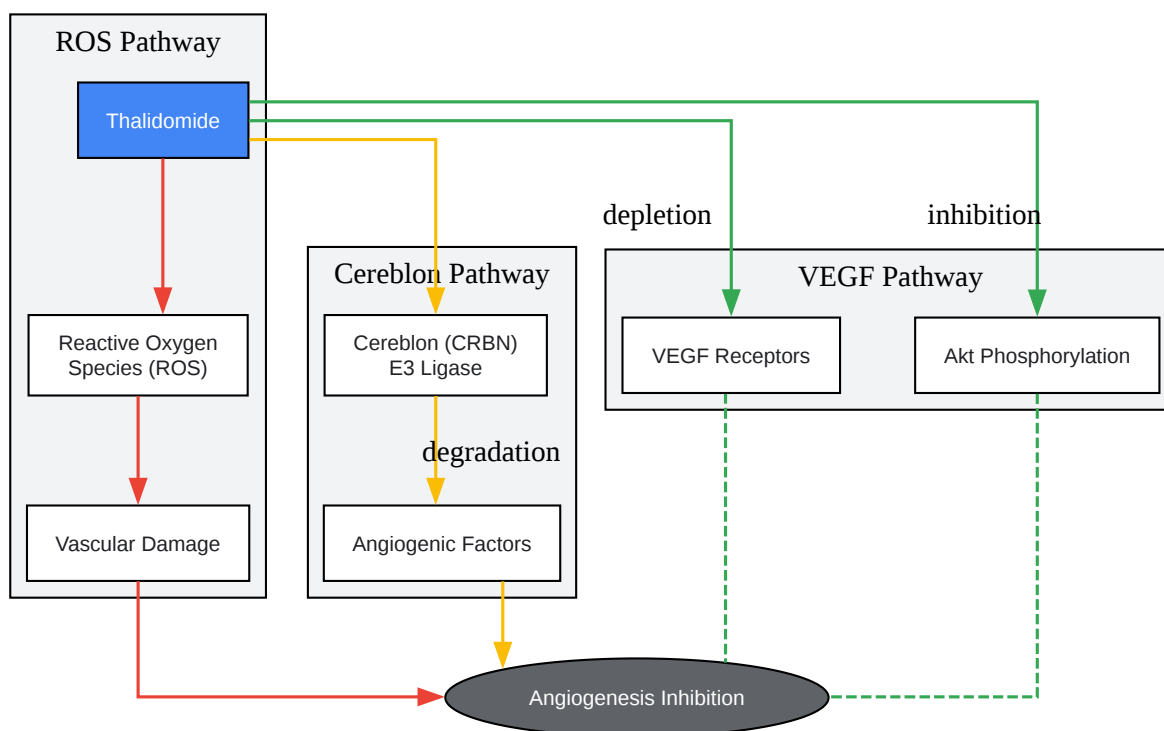 ROS Pathway
Thalidomide
depletion
inhibition
Cereblon Pathway
VEGF Pathway
Reactive Oxygen
Species (ROS)
Cereblon (CRBN)
E3 Ligase
VEGF Receptors
Akt Phosphorylation
degradation
Vascular Damage
Angiogenic Factors
Angiogenesis Inhibition